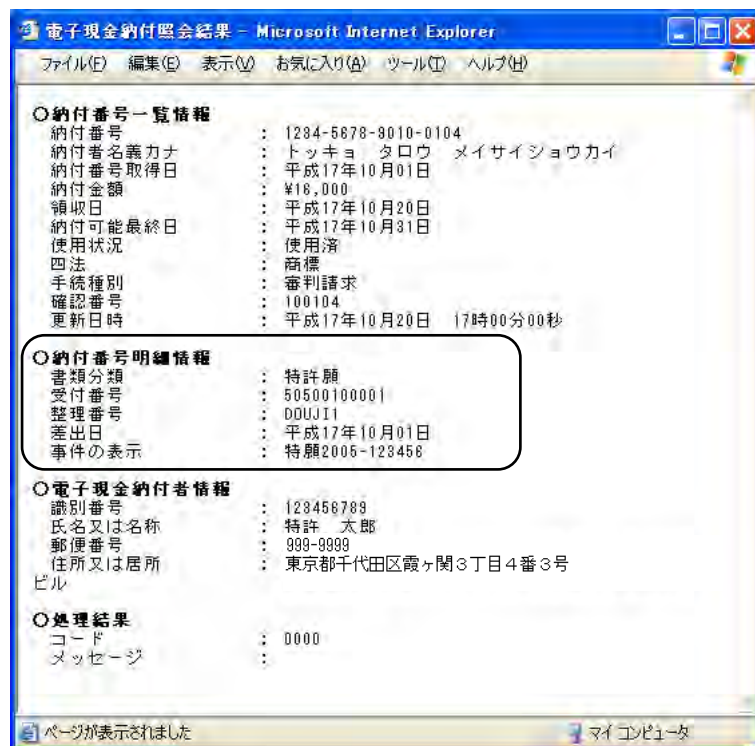 電子現金納付照会結果 - Microsoft Internet Explorer
ファイル(F) 編集(E) 表示(V) お気に入り(A) ツール(T) ヘルプ(H)
○納付番号一覧情報
納付番号 : 1234-5678-9010-0104
納付者名義カナ : トッキョ タロウ メイサイショウカイ
納付番号取得日 : 平成17年10月01日
納付金額 : ¥16,000
領収日 : 平成17年10月20日
納付可能最終日 : 平成17年10月31日
使用状況 : 使用済
四法 : 商標
手続種別 : 審判請求
確認番号 : 100104
更新日時 : 平成17年10月20日 17時00分00秒
○納付番号明細情報
書類分類 : 特許願
受付番号 : 50500100001
整理番号 : DOUJI1
差出日 : 平成17年10月01日
事件の表示 : 特願2005-123456
○電子現金納付者情報
識別番号 : 123456789
氏名又は名称 : 特許 太郎
郵便番号 : 999-9999
住所又は居所 : 東京都千代田区霞ヶ関3丁目4番3号
ビル
○処理結果
コード : 0000
メッセージ :
ページが表示されました
マイ コンピュータ